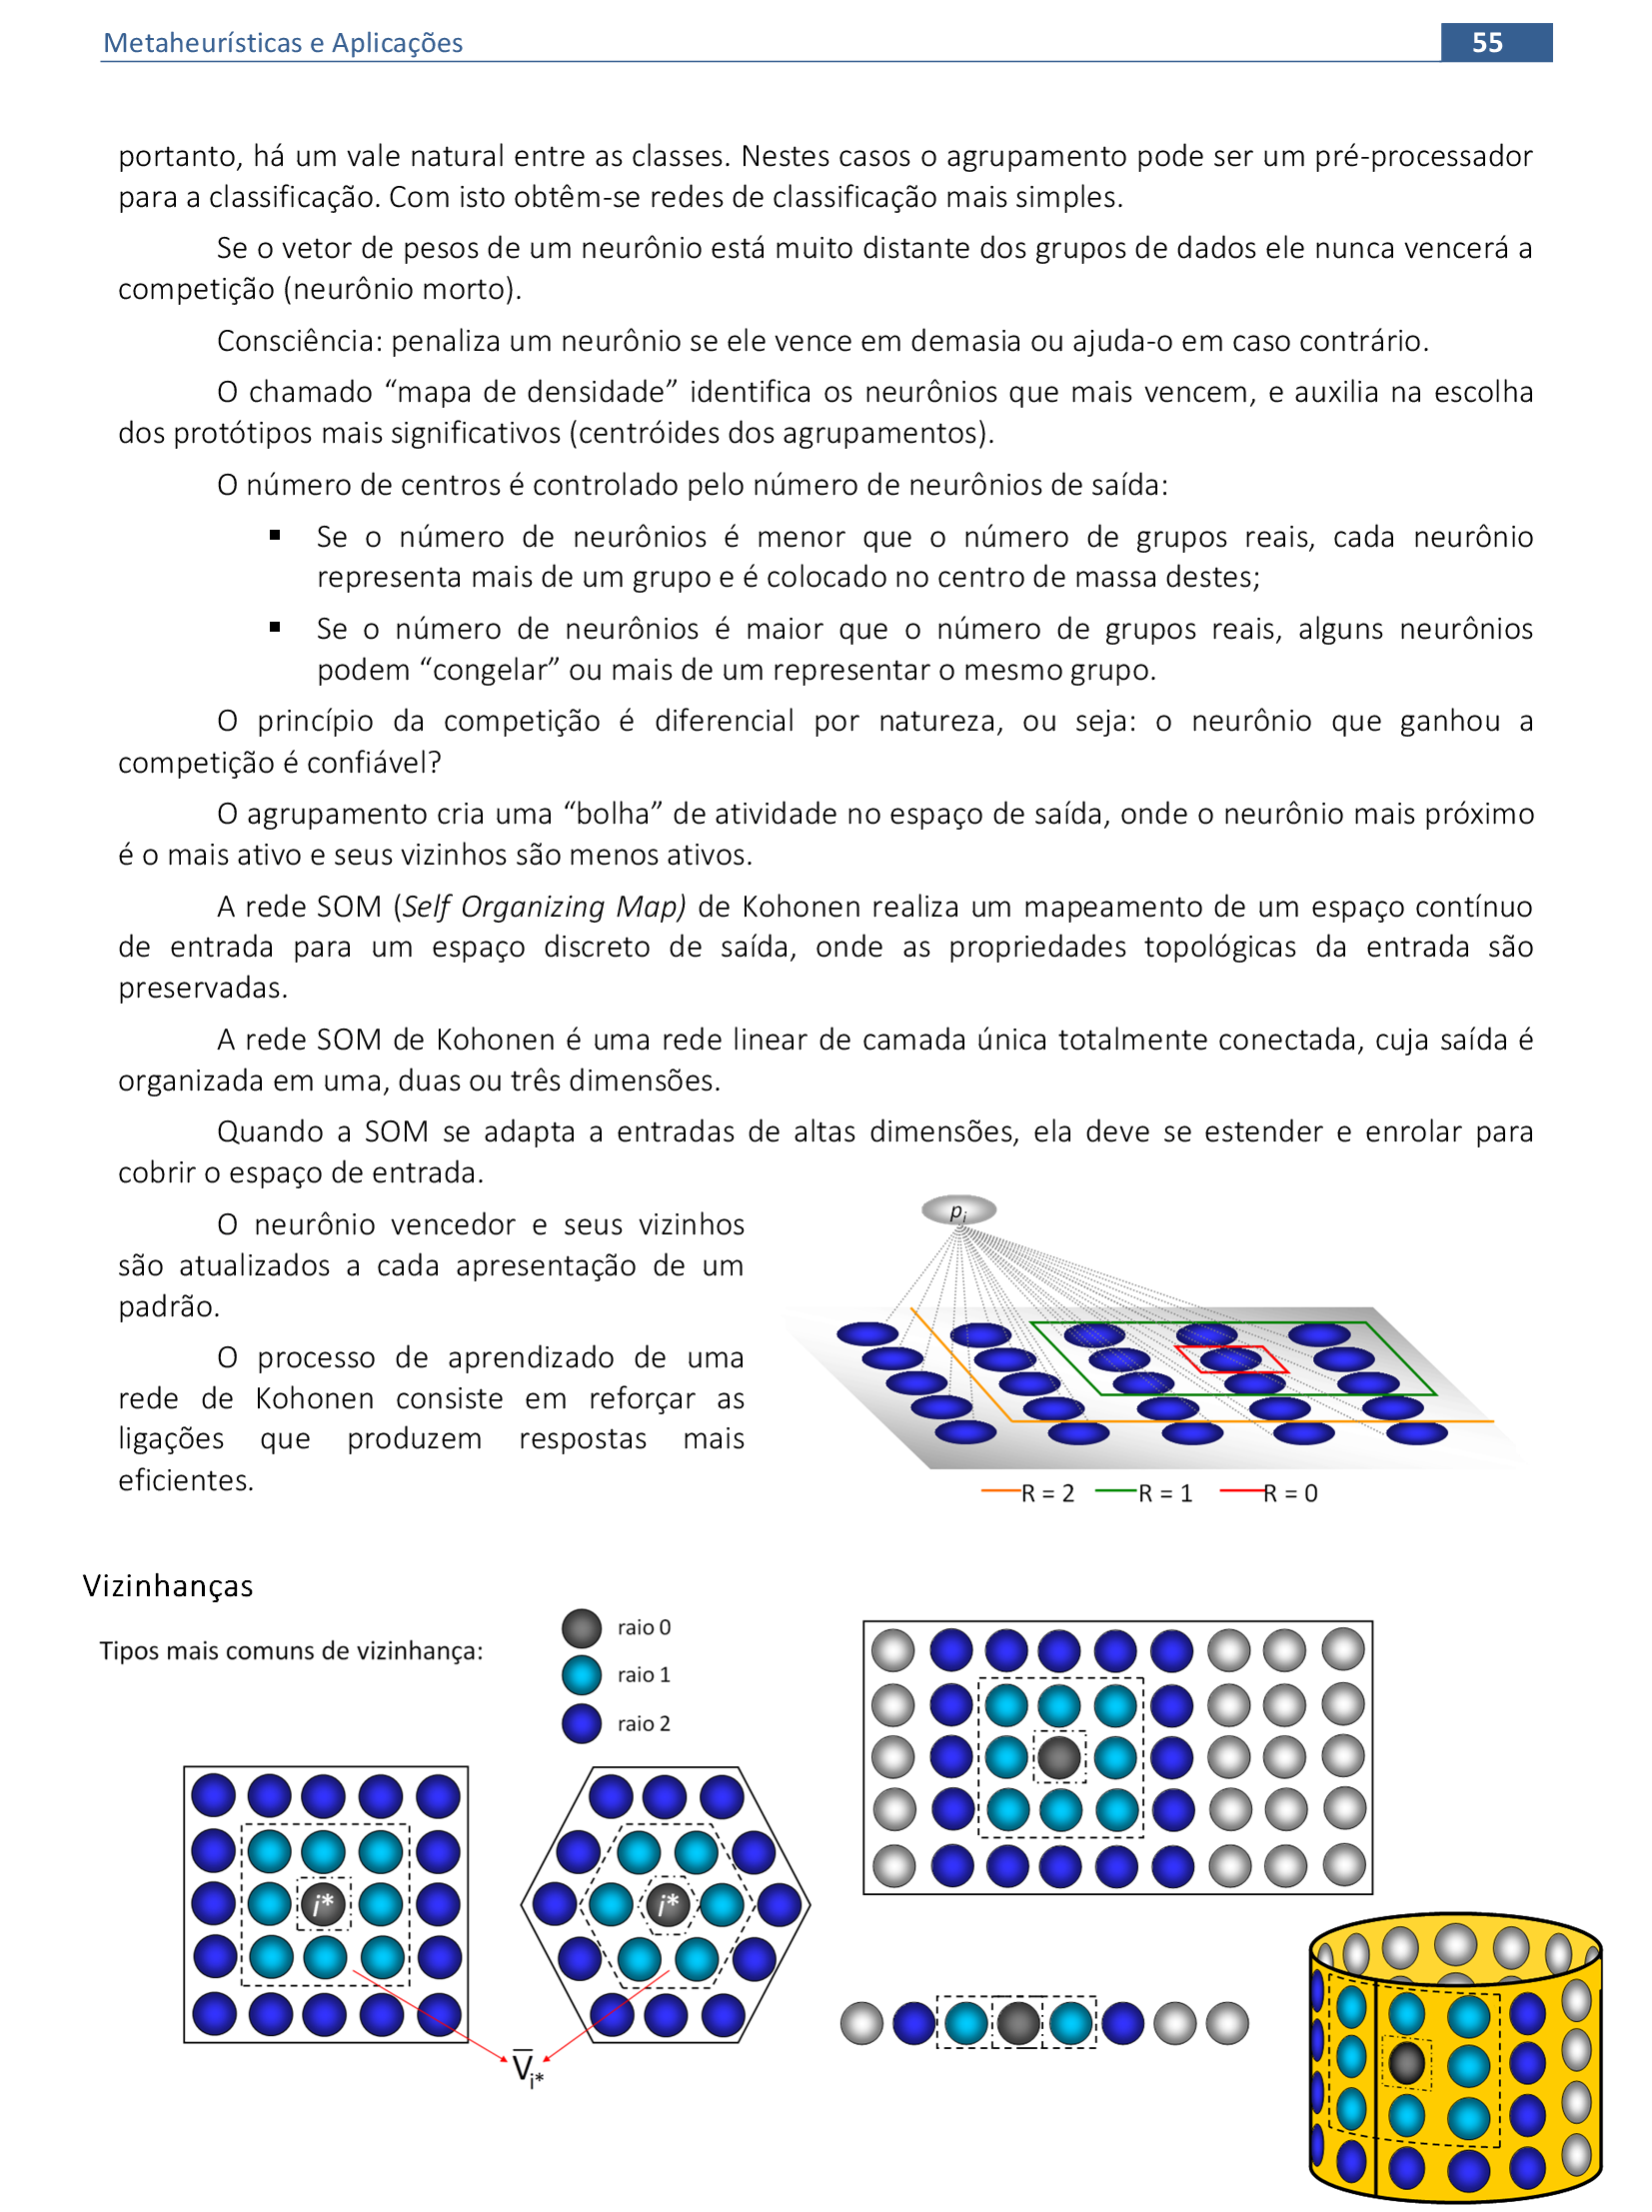 Metaheurísticas e Aplicações
55
portanto, há um vale natural entre as classes. Nestes casos o agrupamento pode ser um pré-processador
para a classificação. Com isto obtêm-se redes de classificação mais simples.
Se o vetor de pesos de um neurônio está muito distante dos grupos de dados ele nunca vencerá a
competição (neurônio morto).
Consciência: penaliza um neurônio se ele vence em demasia ou ajuda-o em caso contrário.
O chamado “mapa de densidade” identifica os neurônios que mais vencem, e auxilia na escolha
dos protótipos mais significativos (centróides dos agrupamentos).
O número de centros é controlado pelo número de neurônios de saída:
▪ Se o número de neurônios é menor que o número de grupos reais, cada neurônio
representa mais de um grupo e é colocado no centro de massa destes;
▪ Se o número de neurônios é maior que o número de grupos reais, alguns neurônios
podem “congelar” ou mais de um representar o mesmo grupo.
O princípio da competição é diferencial por natureza, ou seja: o neurônio que ganhou a
competição é confiável?
O agrupamento cria uma “bolha” de atividade no espaço de saída, onde o neurônio mais próximo
é o mais ativo e seus vizinhos são menos ativos.
A rede SOM (Self Organizing Map) de Kohonen realiza um mapeamento de um espaço contínuo
de entrada para um espaço discreto de saída, onde as propriedades topológicas da entrada são
preservadas.
A rede SOM de Kohonen é uma rede linear de camada única totalmente conectada, cuja saída é
organizada em uma, duas ou três dimensões.
Quando a SOM se adapta a entradas de altas dimensões, ela deve se estender e enrolar para
cobrir o espaço de entrada.
O neurônio vencedor e seus vizinhos
são atualizados a cada apresentação de um
padrão.
O processo de aprendizado de uma
rede de Kohonen consiste em reforçar as
ligações que produzem respostas mais
eficientes.
p_i
R = 2 R = 1 R = 0
Vizinhanças
Tipos mais comuns de vizinhança:
raio 0
raio 1
raio 2
i*
i*
V̅i*